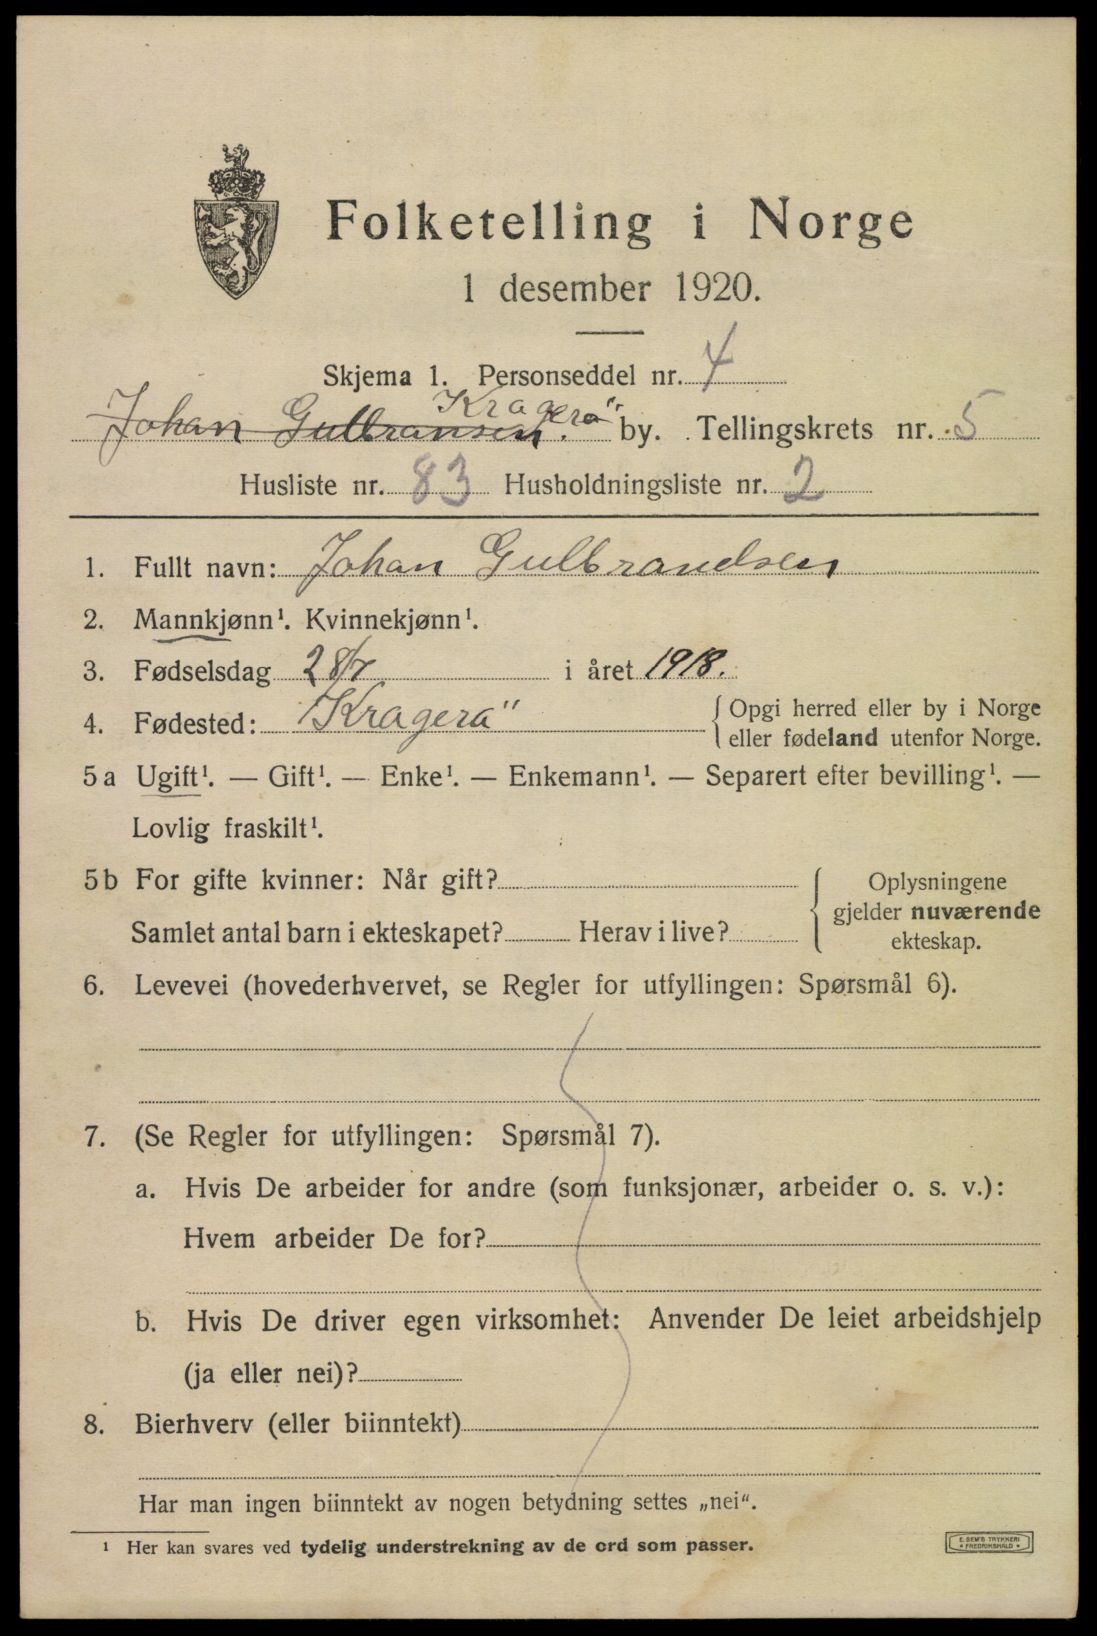 Folketelling i Norge
1 desember 1920.
Skjema 1. Personseddel nr. 4
Kragerø
Johan Gulbransen. by. Tellingskrets nr. 5
Husliste nr. 83 Husholdningsliste nr. 2
1. Fullt navn: Johan Gulbrandsen
2. Mannkjønn¹. Kvinnekjønn¹.
3. Fødselsdag 28/7 i året 1918.
4. Fødested: Kragerø { Opgi herred eller by i Norge
eller fødeland utenfor Norge.
5a Ugift¹. — Gift¹. — Enke¹. — Enkemann¹. — Separert efter bevilling¹. —
Lovlig fraskilt¹.
5b For gifte kvinner: Når gift? { Oplysningene
gjelder nuværende
Samlet antal barn i ekteskapet? Herav i live?
ekteskap.
6. Levevei (hovederhvervet, se Regler for utfyllingen: Spørsmål 6).
7. (Se Regler for utfyllingen: Spørsmål 7).
a. Hvis De arbeider for andre (som funksjonær, arbeider o. s. v.):
Hvem arbeider De for?
b. Hvis De driver egen virksomhet: Anvender De leiet arbeidshjelp
(ja eller nei)?
8. Bierhverv (eller biinntekt)
Har man ingen biinntekt av nogen betydning settes „nei“.
¹ Her kan svares ved tydelig understrekning av de ord som passer.
E. SEM'S TRYKKERI
FREDRIKSHALD